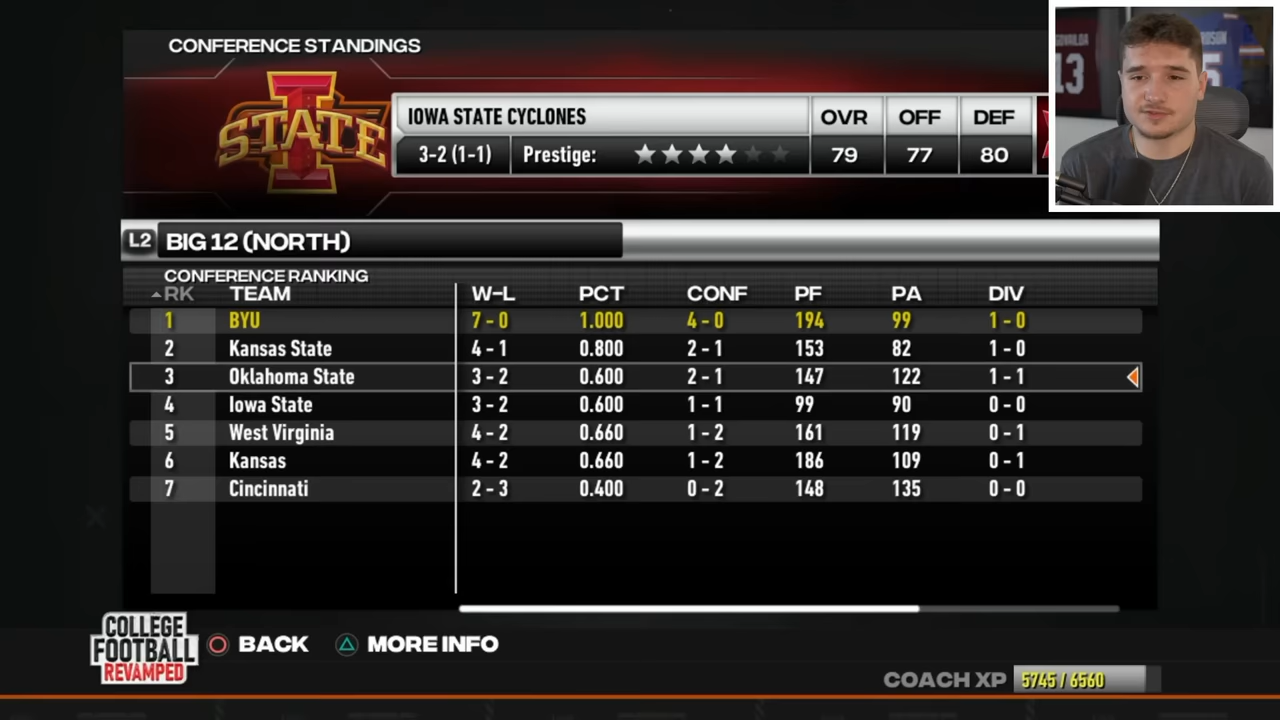 CONFERENCE STANDINGS
I
STATE
IOWA STATE CYCLONES OVR OFF DEF
3-2 (1-1) Prestige: 79 77 80
13
L2 BIG 12 (NORTH)
CONFERENCE RANKING
RK TEAM W-L PCT CONF PF PA DIV
1 BYU 7 - 0 1.000 4 - 0 194 99 1 - 0
2 Kansas State 4 - 1 0.800 2 - 1 153 82 1 - 0
3 Oklahoma State 3 - 2 0.600 2 - 1 147 122 1 - 1
4 Iowa State 3 - 2 0.600 1 - 1 99 90 0 - 0
5 West Virginia 4 - 2 0.660 1 - 2 161 119 0 - 1
6 Kansas 4 - 2 0.660 1 - 2 186 109 0 - 1
7 Cincinnati 2 - 3 0.400 0 - 2 148 135 0 - 0
COLLEGE
FOOTBALL
REVAMPED
BACK MORE INFO
COACH XP 5745 / 6560